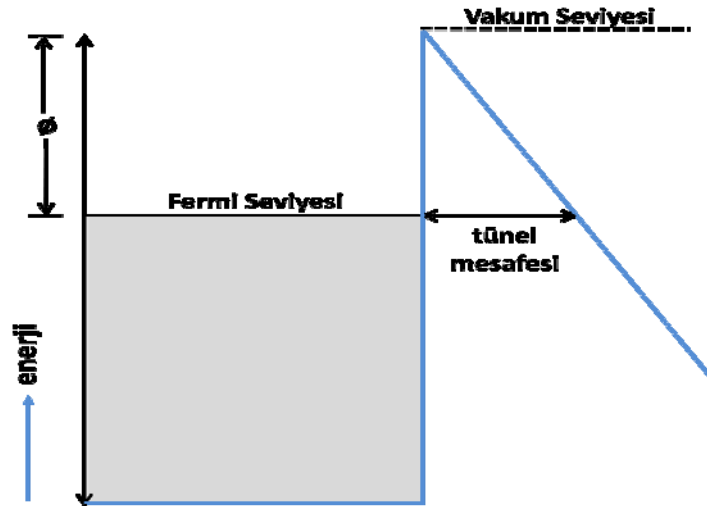 Vakum Seviyesi
ø
Fermi Seviyesi
tünel
mesafesi
enerji